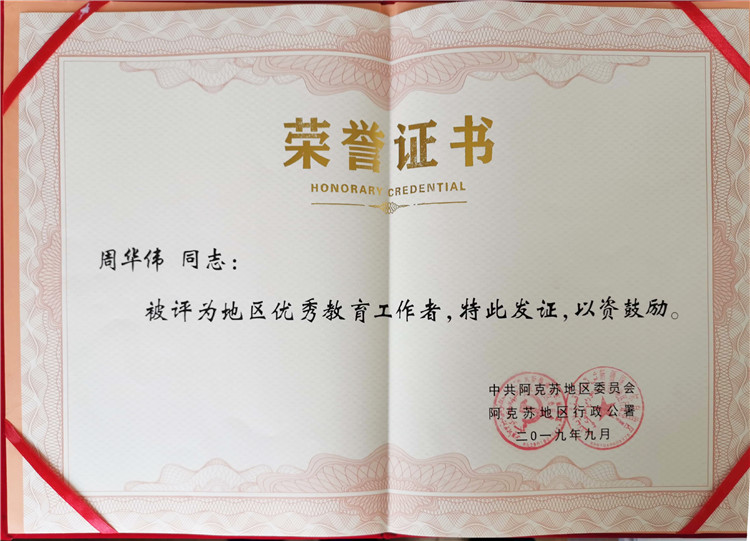 荣誉证书
HONORARY CREDENTIAL
周华伟 同志：
被评为地区优秀教育工作者，特此发证，以资鼓励。
中共阿克苏地区委员会
阿克苏地区行政公署
二〇一九年九月